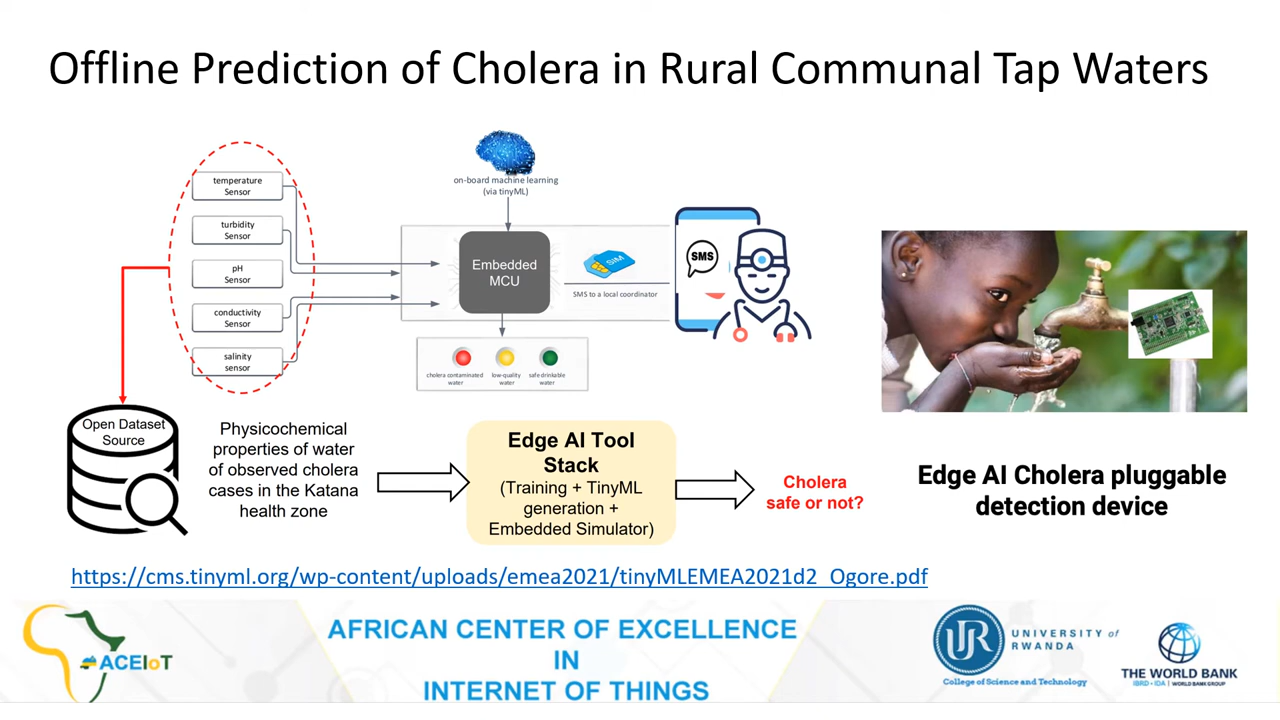 Offline Prediction of Cholera in Rural Communal Tap Waters
on-board machine learning
(via tinyML)
temperature
Sensor
turbidity
Sensor
pH
Sensor
conductivity
Sensor
salinity
sensor
Embedded
MCU
SIM
SMS to a local coordinator
SMS
cholera contaminated
water
low-quality
water
safe drinkable
water
Open Dataset
Source
Physicochemical
properties of water
of observed cholera
cases in the Katana
health zone
Edge AI Tool
Stack
(Training + TinyML
generation +
Embedded Simulator)
Cholera
safe or not?
Edge AI Cholera pluggable
detection device
https://cms.tinyml.org/wp-content/uploads/emea2021/tinyMLEMEA2021d2_Ogore.pdf
ACEIoT
AFRICAN CENTER OF EXCELLENCE
IN
INTERNET OF THINGS
UR
UNIVERSITY of
RWANDA
College of Science and Technology
THE WORLD BANK
IBRD • IDA | WORLD BANK GROUP